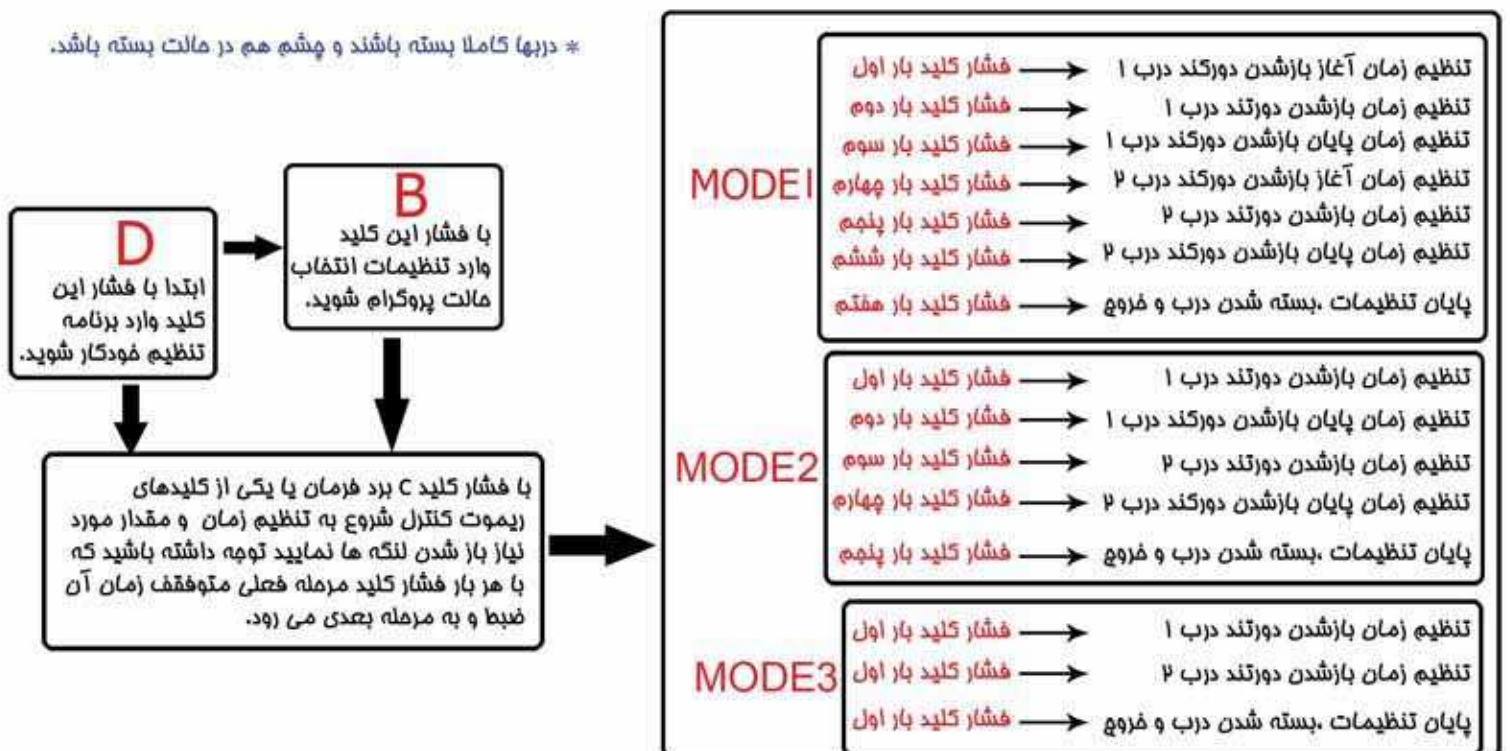 * دربها کاملا بسته باشند و چشم هم در حالت بسته باشد.
D
ابتدا با فشار این
کلید وارد برنامه
تنظیم خودکار شوید.
B
با فشار این کلید
وارد تنظیمات انتخاب
حالت پروگرام شوید.
با فشار کلید C برد فرمان یا یکی از کلیدهای
ریموت کنترل شروع به تنظیم زمان و مقدار مورد
نیاز باز شدن لنگه ها نمایید توجه داشته باشید که
با هر بار فشار کلید مرحله فعلی متوفقف زمان آن
ضبط و به مرحله بعدی می رود.
MODE1
فشار کلید بار اول → تنظیم زمان آغاز بازشدن دورکند درب ۱
فشار کلید بار دوم → تنظیم زمان بازشدن دورتند درب ۱
فشار کلید بار سوم → تنظیم زمان پایان بازشدن دورکند درب ۱
فشار کلید بار چهارم → تنظیم زمان آغاز بازشدن دورکند درب ۲
فشار کلید بار پنجم → تنظیم زمان بازشدن دورتند درب ۲
فشار کلید بار ششم → تنظیم زمان پایان بازشدن دورکند درب ۲
فشار کلید بار هفتم → پایان تنظیمات ،بسته شدن درب و خروج
MODE2
فشار کلید بار اول → تنظیم زمان بازشدن دورتند درب ۱
فشار کلید بار دوم → تنظیم زمان پایان بازشدن دورکند درب ۱
فشار کلید بار سوم → تنظیم زمان بازشدن دورتند درب ۲
فشار کلید بار چهارم → تنظیم زمان پایان بازشدن دورکند درب ۲
فشار کلید بار پنجم → پایان تنظیمات ،بسته شدن درب و خروج
MODE3
فشار کلید بار اول → تنظیم زمان بازشدن دورتند درب ۱
فشار کلید بار اول → تنظیم زمان بازشدن دورتند درب ۲
فشار کلید بار اول → پایان تنظیمات ،بسته شدن درب و خروج